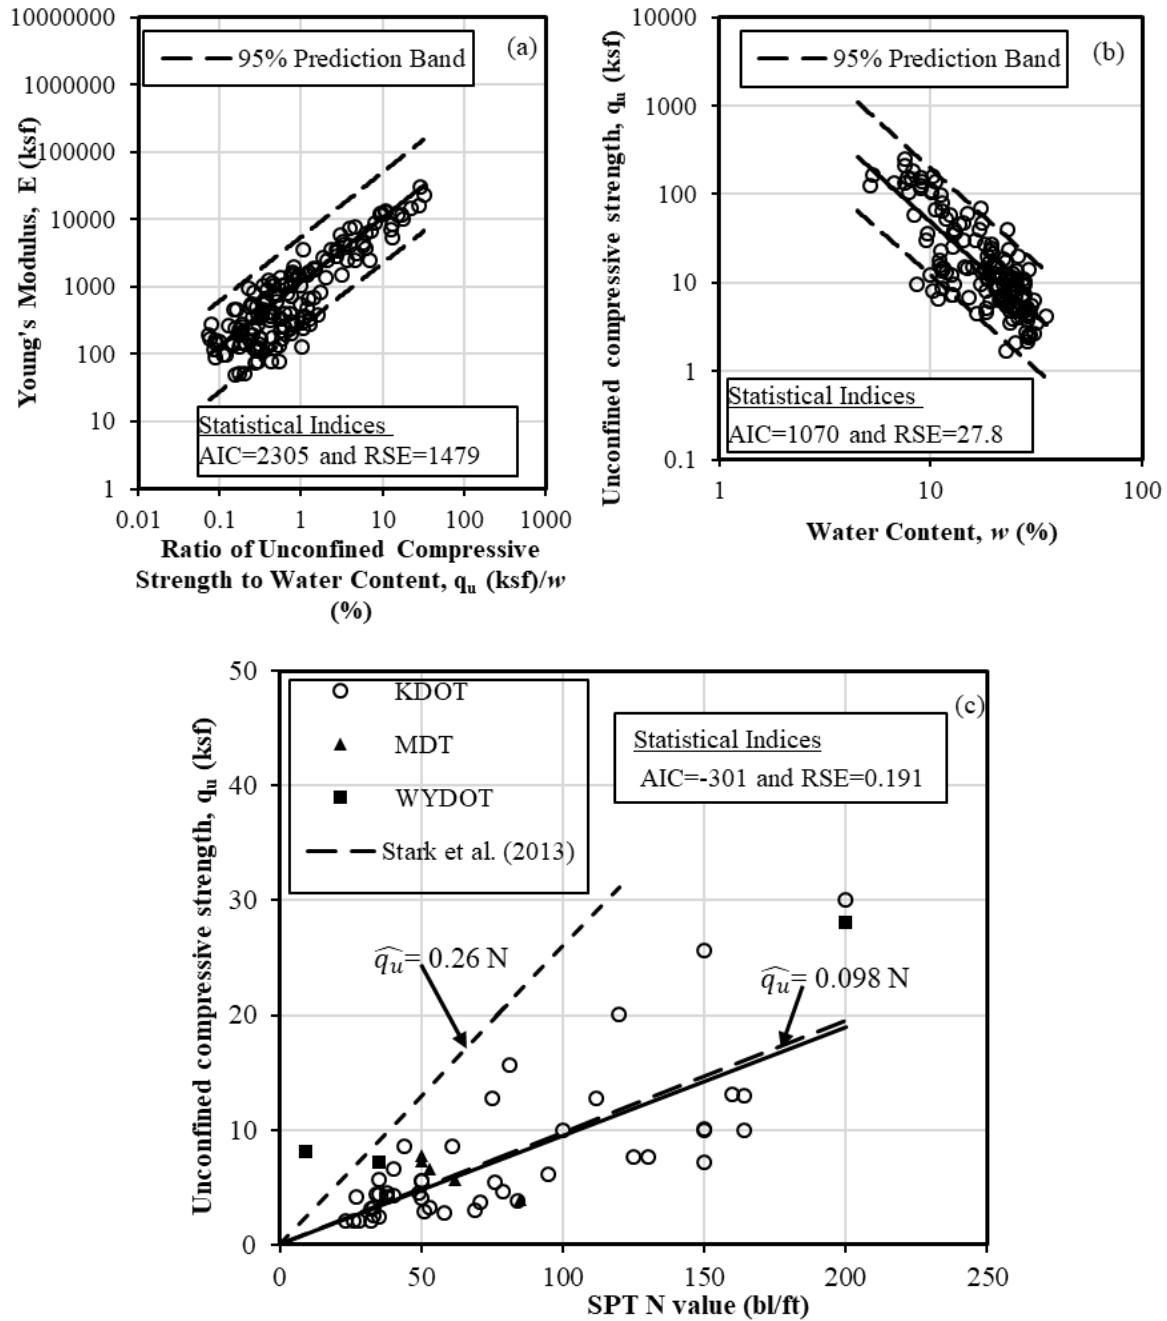 10000000
1000000
100000
10000
1000
100
10
1
Young's Modulus, E (ksf)
95% Prediction Band
(a)
Statistical Indices
AIC=2305 and RSE=1479
0.01 0.1 1 10 100 1000
Ratio of Unconfined Compressive
Strength to Water Content, qu (ksf)/w
(%)
10000
1000
100
10
1
0.1
Unconfined compressive strength, qu (ksf)
95% Prediction Band
(b)
Statistical Indices
AIC=1070 and RSE=27.8
1 10 100
Water Content, w (%)
50
40
30
20
10
0
Unconfined compressive strength, qu (ksf)
KDOT
MDT
WYDOT
Stark et al. (2013)
(c)
Statistical Indices
AIC=-301 and RSE=0.191
q̂u= 0.26 N
q̂u= 0.098 N
0 50 100 150 200 250
SPT N value (bl/ft)